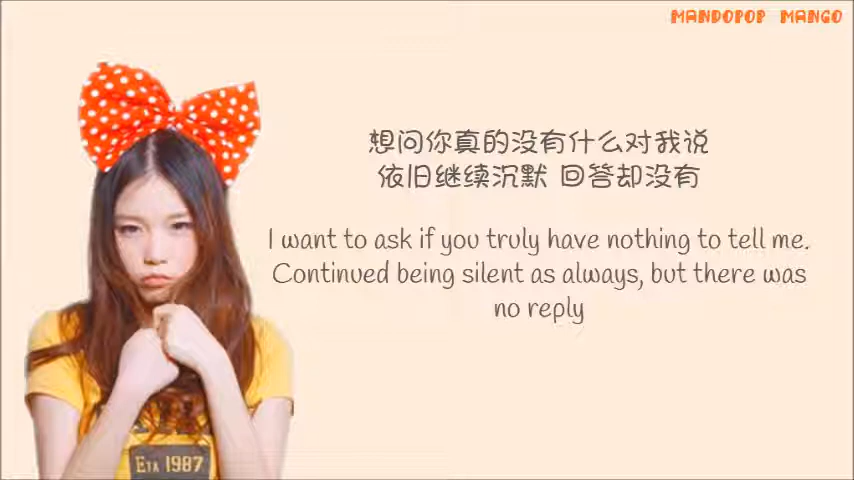 MANDOPOP MANGO
想问你真的没有什么对我说
依旧继续沉默 回答却没有
I want to ask if you truly have nothing to tell me.
Continued being silent as always, but there was
no reply
ETA 1987